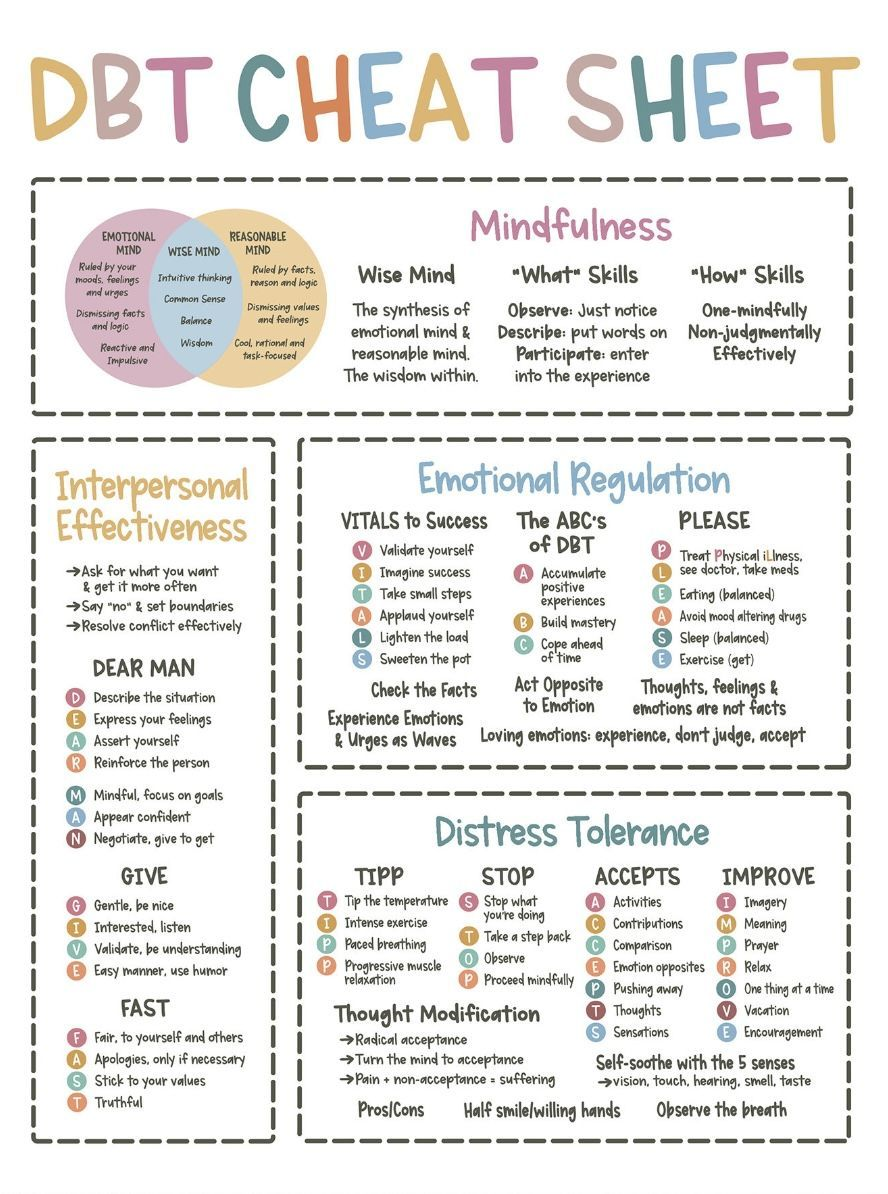 DBT CHEAT SHEET
EMOTIONAL
MIND
Ruled by your
moods, feelings
and urges
Dismissing facts
and logic
Reactive and
Impulsive
WISE MIND
Intuitive thinking
Common Sense
Balance
Wisdom
REASONABLE
MIND
Ruled by facts,
reason and logic
Dismissing values
and feelings
Cool, rational and
task-focused
Mindfulness
Wise Mind
The synthesis of
emotional mind &
reasonable mind.
The wisdom within.
"What" Skills
Observe: Just notice
Describe: put words on
Participate: enter
into the experience
"How" Skills
One-mindfully
Non-judgmentally
Effectively
Interpersonal
Effectiveness
→Ask for what you want
& get it more often
→Say "no" & set boundaries
→Resolve conflict effectively
DEAR MAN
D Describe the situation
E Express your feelings
A Assert yourself
R Reinforce the person
M Mindful, focus on goals
A Appear confident
N Negotiate, give to get
GIVE
G Gentle, be nice
I Interested, listen
V Validate, be understanding
E Easy manner, use humor
FAST
F Fair, to yourself and others
A Apologies, only if necessary
S Stick to your values
T Truthful
Emotional Regulation
VITALS to Success
V Validate yourself
I Imagine success
T Take small steps
A Applaud yourself
L Lighten the load
S Sweeten the pot
The ABC's
of DBT
A Accumulate
positive
experiences
B Build mastery
C Cope ahead
of time
PLEASE
P Treat Physical iLlness,
L see doctor, take meds
E Eating (balanced)
A Avoid mood altering drugs
S Sleep (balanced)
E Exercise (get)
Check the Facts
Act Opposite
to Emotion
Thoughts, feelings &
emotions are not facts
Experience Emotions
& Urges as Waves
Loving emotions: experience, don't judge, accept
Distress Tolerance
TIPP
T Tip the temperature
I Intense exercise
P Paced breathing
P Progressive muscle
relaxation
STOP
S Stop what
you're doing
T Take a step back
O Observe
P Proceed mindfully
ACCEPTS
A Activities
C Contributions
C Comparison
E Emotion opposites
P Pushing away
T Thoughts
S Sensations
IMPROVE
I Imagery
M Meaning
P Prayer
R Relax
O One thing at a time
V Vacation
E Encouragement
Thought Modification
→Radical acceptance
→Turn the mind to acceptance
→Pain + non-acceptance = suffering
Self-soothe with the 5 senses
→vision, touch, hearing, smell, taste
Pros/Cons
Half smile/willing hands
Observe the breath